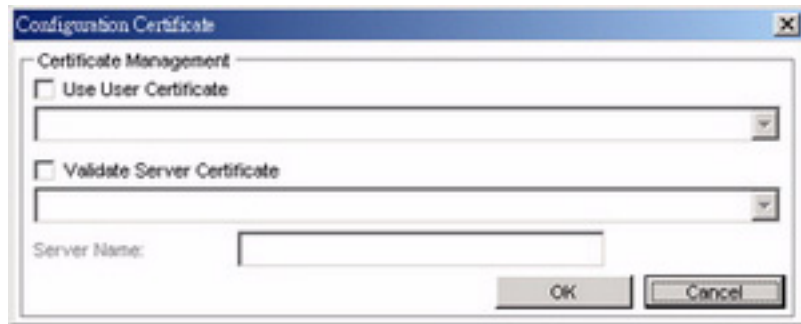 Configuration Certificate
Certificate Management
Use User Certificate
Validate Server Certificate
Server Name:
OK
Cancel